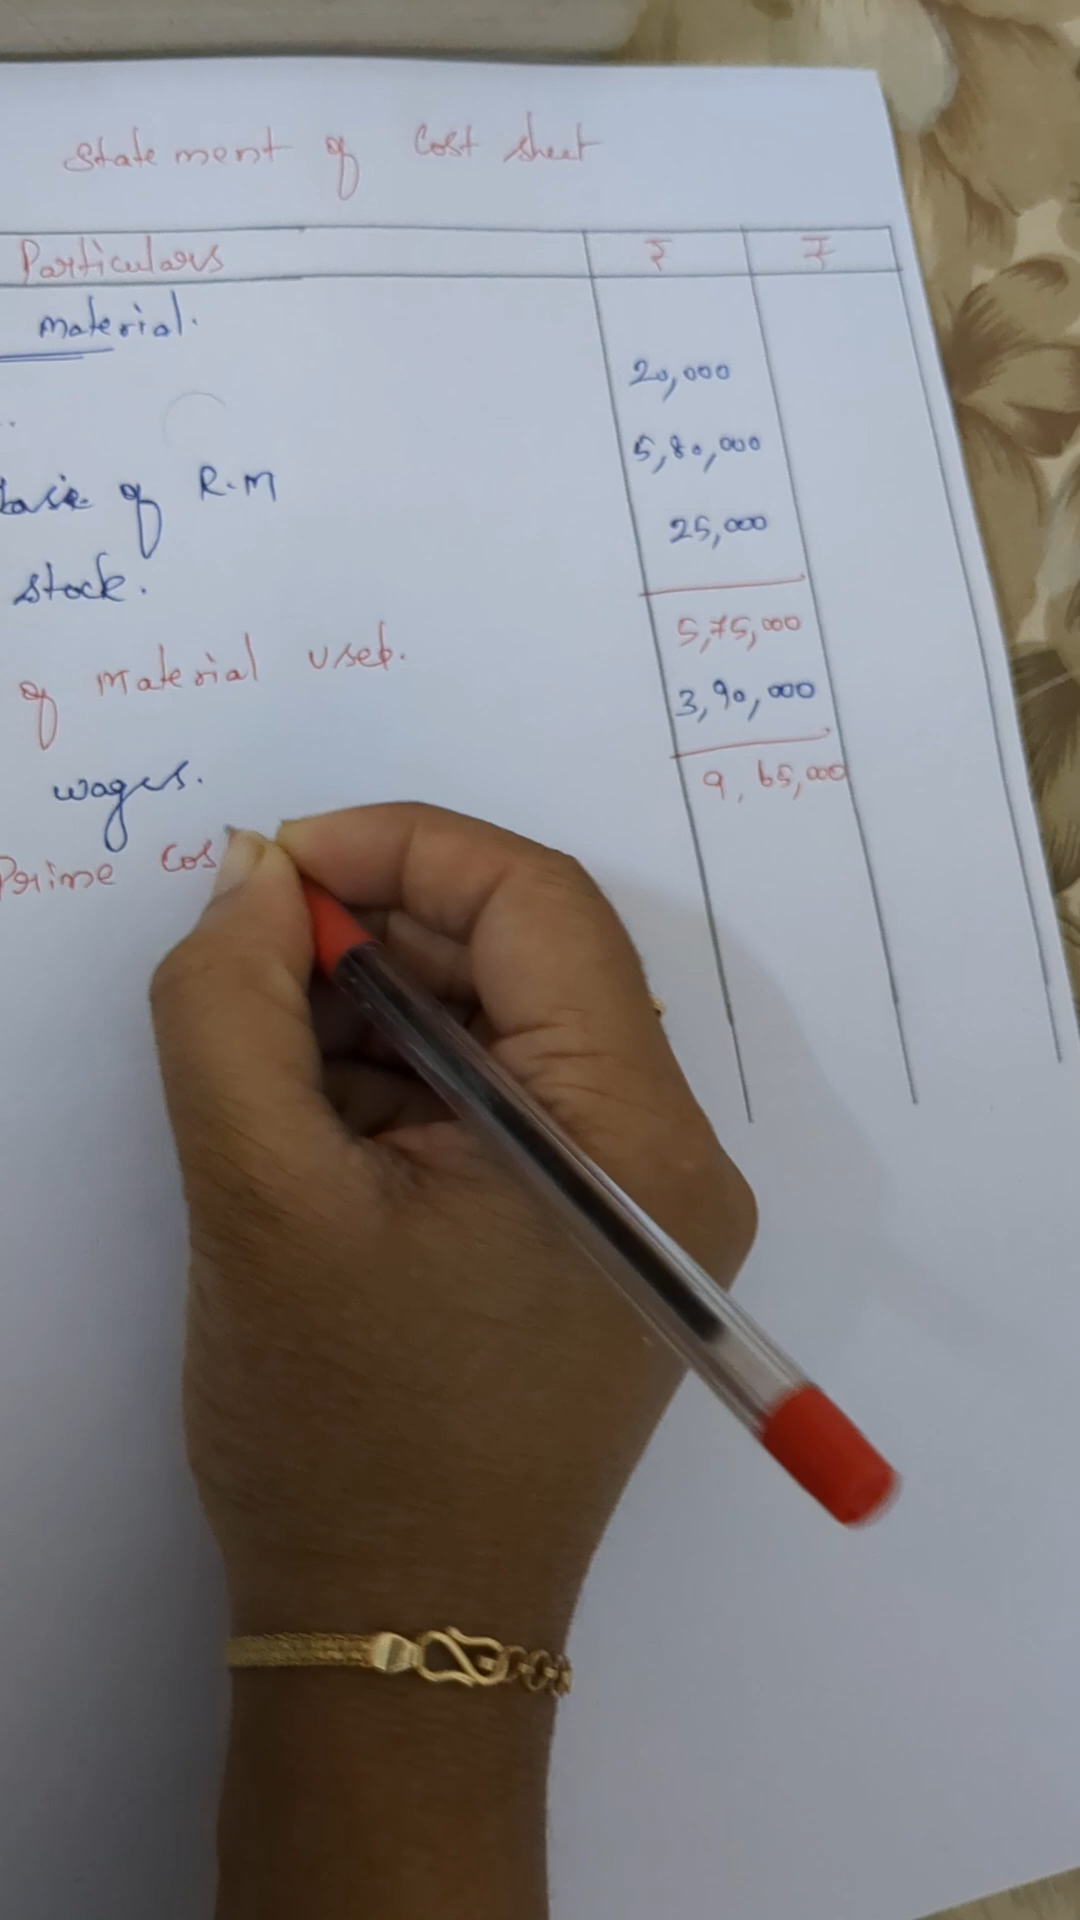 Statement of Cost sheet
Particulars ₹ ₹
material.
20,000
of R.M 5,80,000
stock. 25,000
of Material used. 5,75,000
wages. 3,90,000
Prime Cos 9,65,000